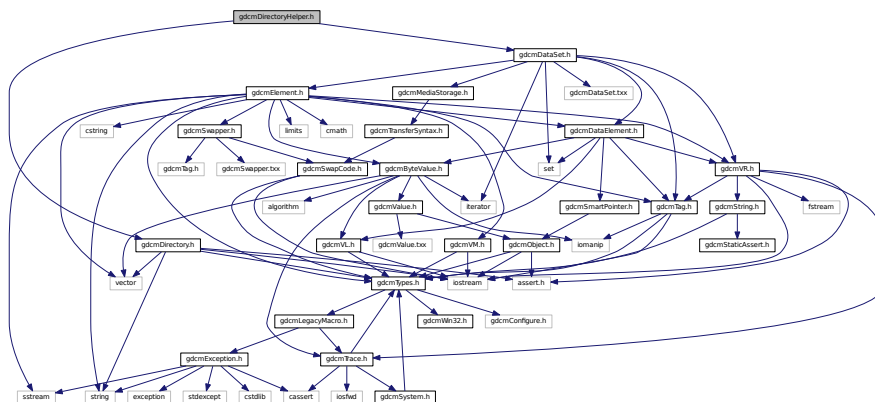 gdcmDirectoryHelper.h
gdcmDataSet.h
gdcmElement.h
gdcmMediaStorage.h
gdcmDataSet.txx
cstring
gdcmSwapper.h
limits
cmath
gdcmTransferSyntax.h
gdcmDataElement.h
gdcmTag.h
gdcmSwapper.txx
gdcmSwapCode.h
gdcmByteValue.h
set
gdcmVR.h
algorithm
gdcmValue.h
iterator
gdcmSmartPointer.h
gdcmTag.h
gdcmString.h
fstream
gdcmDirectory.h
gdcmVL.h
gdcmValue.txx
gdcmVM.h
gdcmObject.h
iomanip
gdcmStaticAssert.h
vector
gdcmTypes.h
iostream
assert.h
gdcmLegacyMacro.h
gdcmWin32.h
gdcmConfigure.h
gdcmException.h
gdcmTrace.h
sstream
string
exception
stdexcept
cstdlib
cassert
iosfwd
gdcmSystem.h